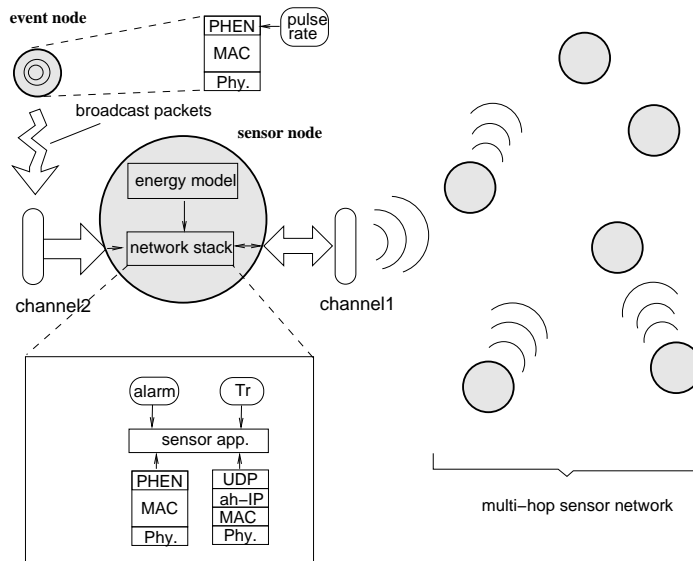 event node
PHEN
MAC
Phy.
pulse
rate
broadcast packets
sensor node
energy model
network stack
channel2
channel1
alarm
Tr
sensor app.
PHEN
MAC
Phy.
UDP
ah−IP
MAC
Phy.
multi−hop sensor network